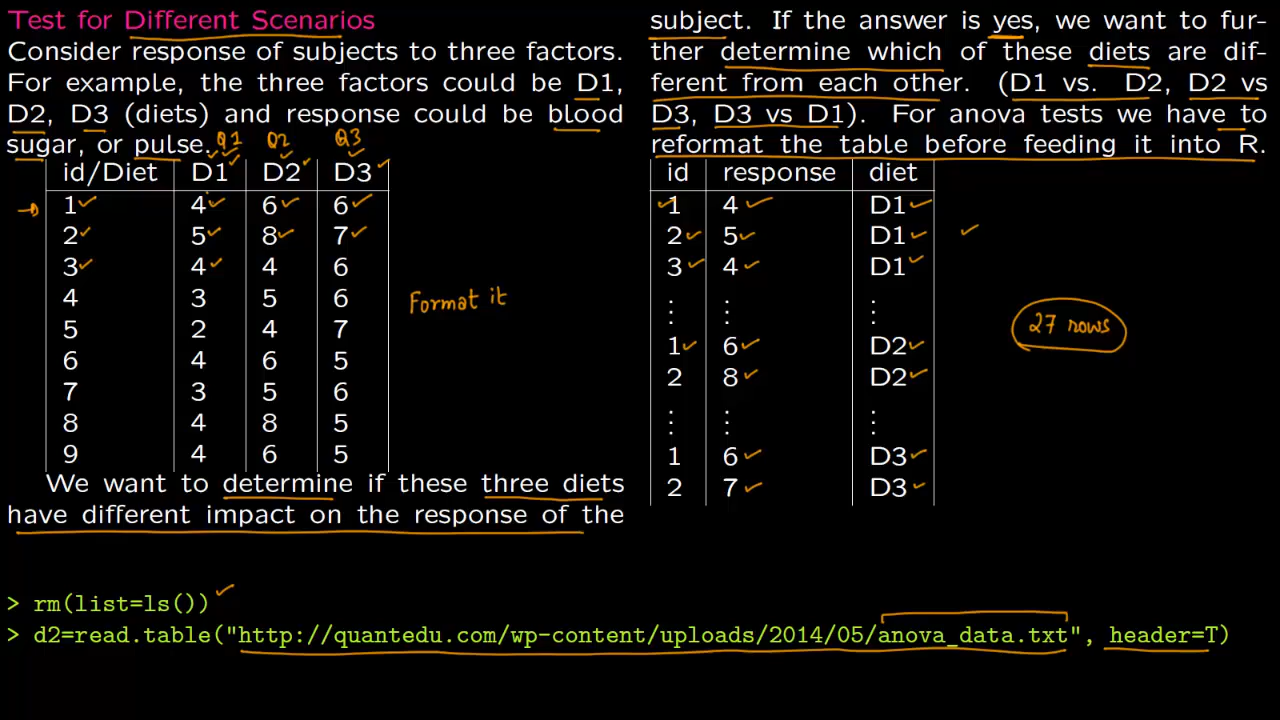 Test for Different Scenarios
Consider response of subjects to three factors.
For example, the three factors could be D1,
D2, D3 (diets) and response could be blood
sugar, or pulse.
Q1 Q2 Q3
id/Diet D1 D2 D3
1 4 6 6
2 5 8 7
3 4 4 6
4 3 5 6
5 2 4 7
6 4 6 5
7 3 5 6
8 4 8 5
9 4 6 5
Format it
We want to determine if these three diets
have different impact on the response of the
subject. If the answer is yes, we want to fur-
ther determine which of these diets are dif-
ferent from each other. (D1 vs. D2, D2 vs
D3, D3 vs D1). For anova tests we have to
reformat the table before feeding it into R.
id response diet
1 4 D1
2 5 D1
3 4 D1
⋮ ⋮ ⋮
1 6 D2
2 8 D2
⋮ ⋮ ⋮
1 6 D3
2 7 D3
27 rows
> rm(list=ls())
> d2=read.table("http://quantedu.com/wp-content/uploads/2014/05/anova_data.txt", header=T)